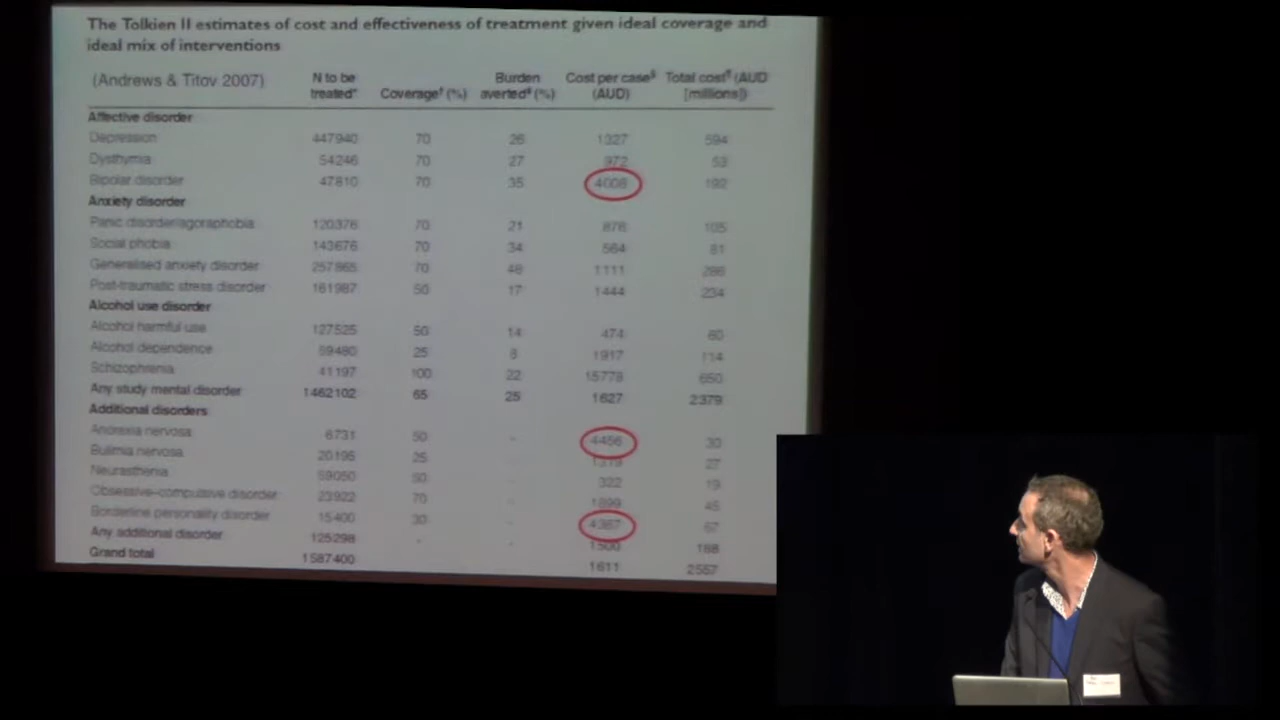 The Tolkien II estimates of cost and effectiveness of treatment given ideal coverage and
ideal mix of interventions
(Andrews & Titov 2007) N to be treated* Coverage† (%) Burden averted‡ (%) Cost per case§ (AUD) Total cost¶ (AUD [millions])
Affective disorder
Depression 447940 70 26 1327 594
Dysthymia 54246 70 27 972 53
Bipolar disorder 47810 70 35 4008 192
Anxiety disorder
Panic disorder/agoraphobia 120376 70 21 876 105
Social phobia 143676 70 34 564 81
Generalised anxiety disorder 257865 70 48 1111 286
Post-traumatic stress disorder 161987 50 17 1444 234
Alcohol use disorder
Alcohol harmful use 127525 50 14 474 60
Alcohol dependence 59480 25 8 1917 114
Schizophrenia 41197 100 22 15778 650
Any study mental disorder 1462102 65 25 1627 2379
Additional disorders
Anorexia nervosa 6731 50 - 4456 30
Bulimia nervosa 20195 25 1319 27
Neurasthenia 59050 50 - 322 19
Obsessive-compulsive disorder 23922 70 - 1899 45
Borderline personality disorder 15400 30 - 4367 67
Any additional disorder 125298 - - 1500 188
Grand total 1587400 1611 2557